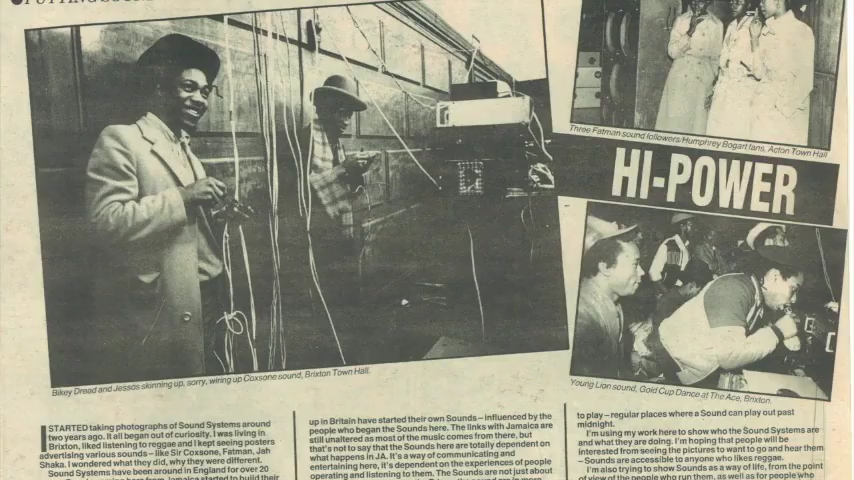 Three Fatman sound followers/Humphrey Bogart fans, Acton Town Hall
HI-POWER
Bikey Dread and Jessos skinning up, sorry, wiring up Coxsone sound, Brixton Town Hall.
Young Lion sound, Gold Cup Dance at The Ace, Brixton.
I STARTED taking photographs of Sound Systems around
two years ago. It all began out of curiosity. I was living in
Brixton, liked listening to reggae and I kept seeing posters
advertising various sounds – like Sir Coxsone, Fatman, Jah
Shaka. I wondered what they did, why they were different.
Sound Systems have been around in England for over 20
here from Jamaica started to build their
up in Britain have started their own Sounds – influenced by the
people who began the Sounds here. The links with Jamaica are
still unaltered as most of the music comes from there, but
that's not to say that the Sounds here are totally dependent on
what happens in JA. It's a way of communicating and
entertaining here, it's dependent on the experiences of people
operating and listening to them. The Sounds are not just about
to play – regular places where a Sound can play out past
midnight.
I'm using my work here to show who the Sound Systems are
and what they are doing. I'm hoping that people will be
interested from seeing the pictures to want to go and hear them
– Sounds are accessible to anyone who likes reggae.
I'm also trying to show Sounds as a way of life, from the point
of view of the people who run them, as well as for people who